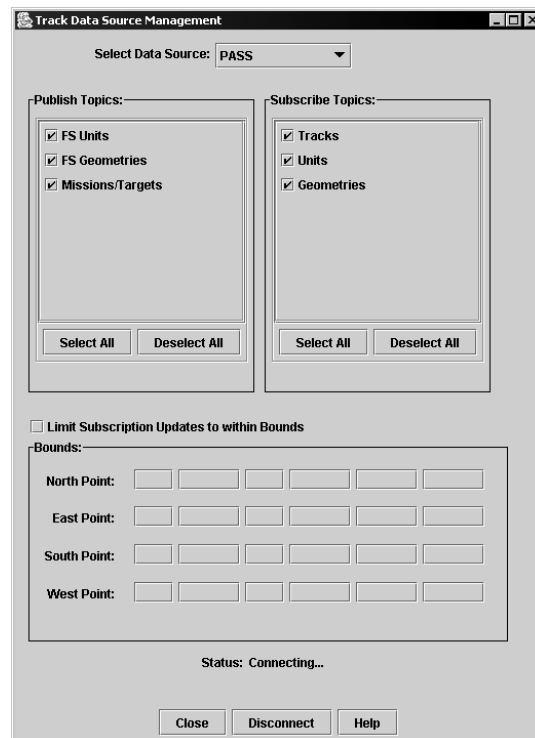 Track Data Source Management
Select Data Source: PASS
Publish Topics:
FS Units
FS Geometries
Missions/Targets
Select All Deselect All
Subscribe Topics:
Tracks
Units
Geometries
Select All Deselect All
Limit Subscription Updates to within Bounds
Bounds:
North Point:
East Point:
South Point:
West Point:
Status: Connecting...
Close Disconnect Help